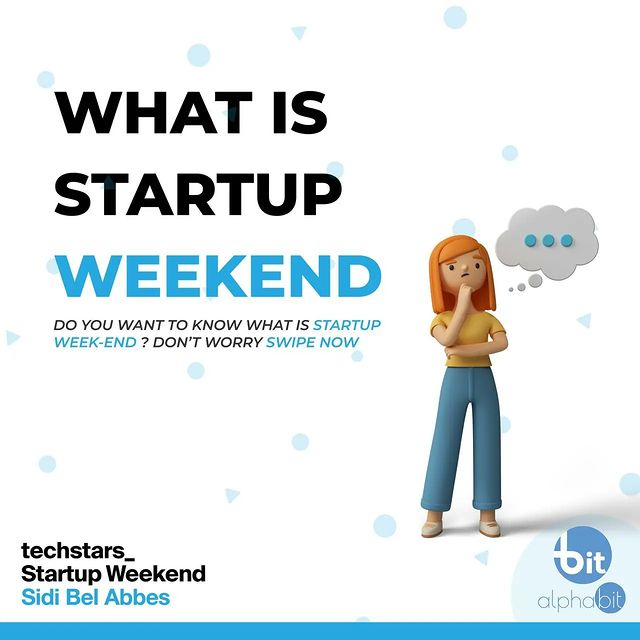 WHAT IS
STARTUP
WEEKEND
DO YOU WANT TO KNOW WHAT IS STARTUP
WEEK-END ? DON'T WORRY SWIPE NOW
techstars_
Startup Weekend
Sidi Bel Abbes
bit
alphabit